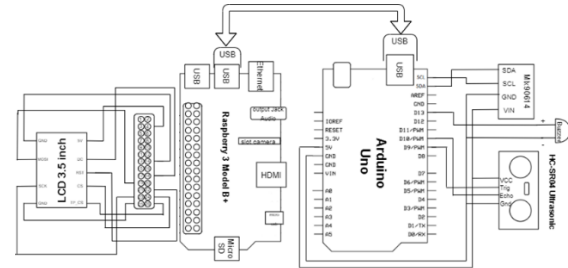 USB
USB
USB
USB
Ethernet
USB
output Jack
Audio
slot camera
HDMI
Micro
SD
Raspberry 3 Model B+
LCD 3.5 inch
SCK
GND
Arduino
Uno
IOREF
RESET
3.3V
5V
GND
GND
VIN
A0
A1
A2
A3
A4
A5
SCL
SDA
AREF
GND
D13
D12
D11/PWM
D10/PWM
D9/PWM
D8
D7
D6/PWM
D5/PWM
D4
D3/PWM
D2
D1/TX
D0/RX
SDA
SCL
GND
VIN
Mlx90614
+
-
VCC
Trig
Echo
Gnd
HC-SR04 Ultrasonic